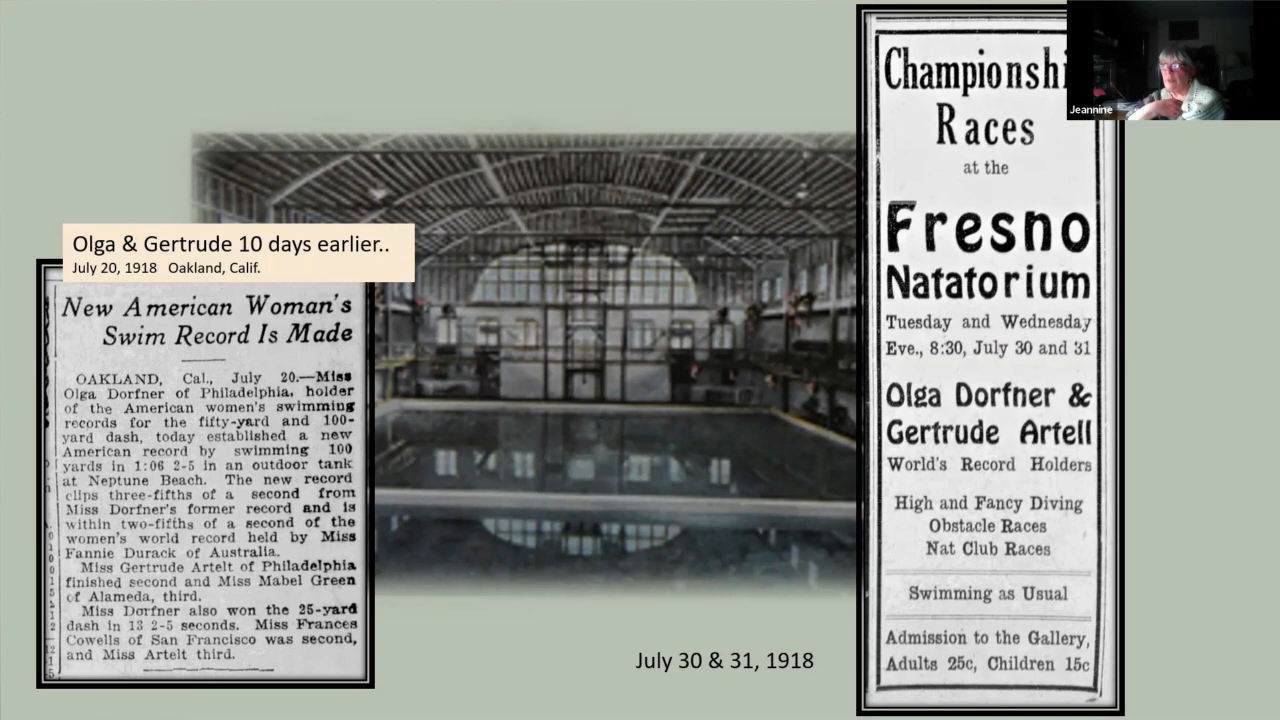 Olga & Gertrude 10 days earlier..
July 20, 1918 Oakland, Calif.
New American Woman's
Swim Record Is Made
OAKLAND, Cal., July 20.—Miss
Olga Dorfner of Philadelphia, holder
of the American women's swimming
records for the fifty-yard and 100-
yard dash, today established a new
American record by swimming 100
yards in 1:06 2-5 in an outdoor tank
at Neptune Beach. The new record
clips three-fifths of a second from
Miss Dorfner's former record and is
within two-fifths of a second of the
women's world record held by Miss
Fannie Durack of Australia.
Miss Gertrude Artelt of Philadelphia
finished second and Miss Mabel Green
of Alameda, third.
Miss Dorfner also won the 25-yard
dash in 13 2-5 seconds. Miss Frances
Cowells of San Francisco was second,
and Miss Artelt third.
July 30 & 31, 1918
Championshi
Races
at the
Fresno
Natatorium
Tuesday and Wednesday
Eve., 8:30, July 30 and 31
Olga Dorfner &
Gertrude Artell
World's Record Holders
High and Fancy Diving
Obstacle Races
Nat Club Races
Swimming as Usual
Admission to the Gallery,
Adults 25c, Children 15c
Jeannine